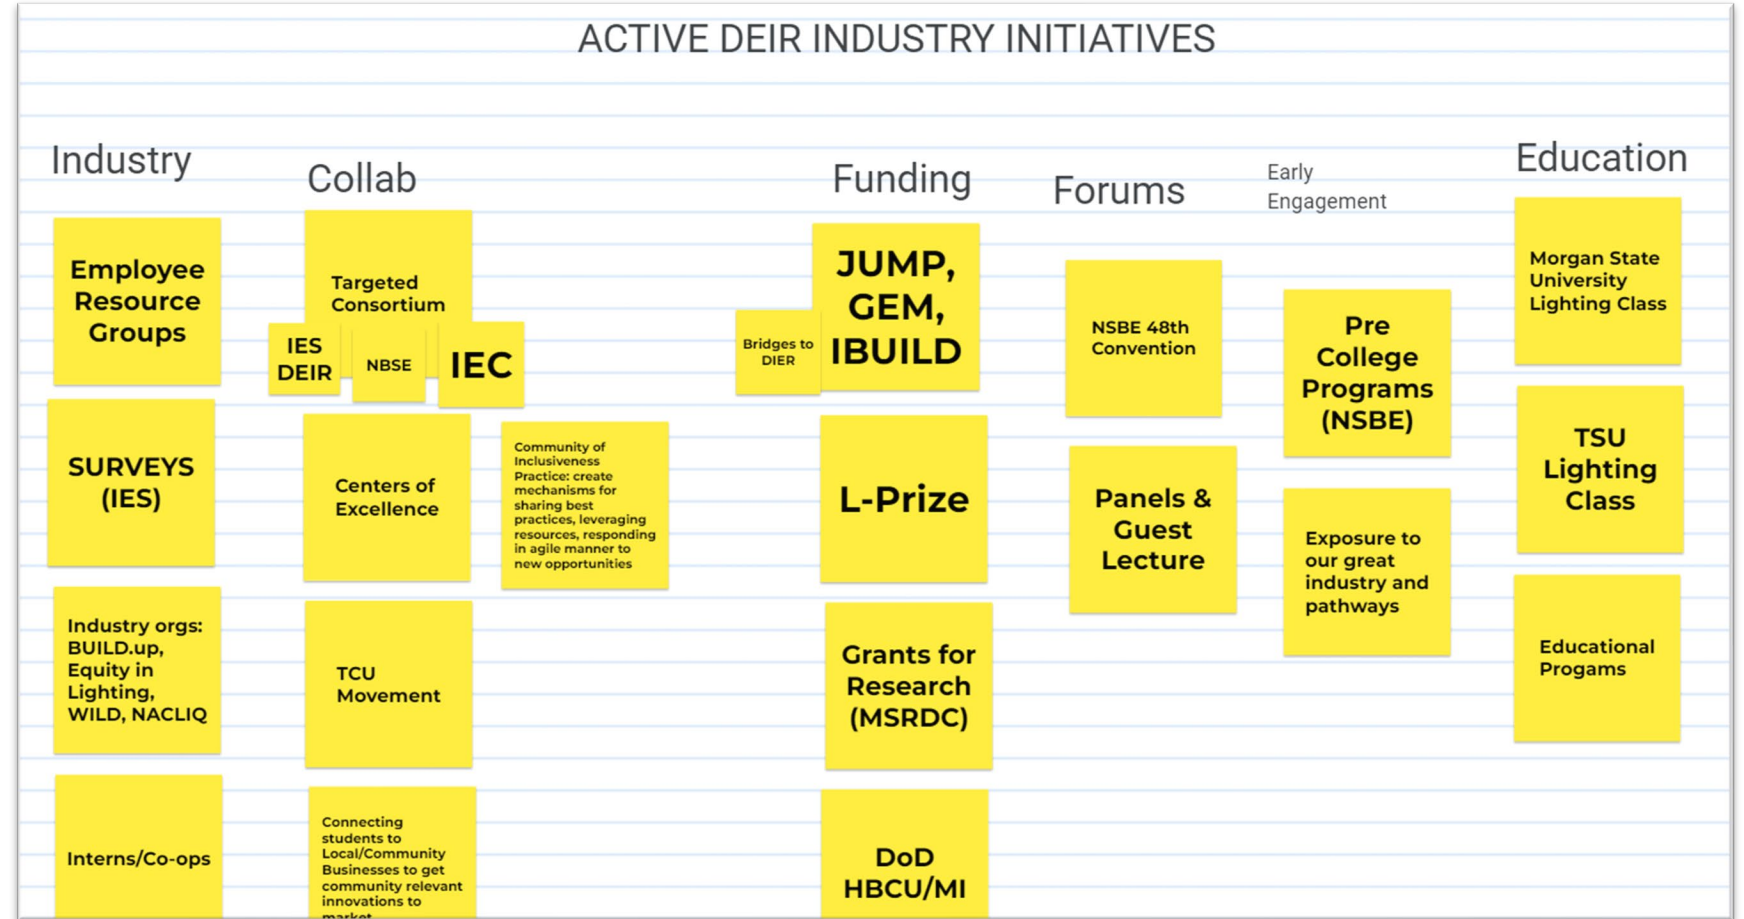 ACTIVE DEIR INDUSTRY INITIATIVES
Industry
Employee
Resource
Groups
SURVEYS
(IES)
Industry orgs:
BUILD.up,
Equity in
Lighting,
WILD, NACLIQ
Interns/Co-ops
Collab
Targeted
Consortium
IES
DEIR
NBSE
IEC
Centers of
Excellence
Community of
Inclusiveness
Practice: create
mechanisms for
sharing best
practices, leveraging
resources, responding
in agile manner to
new opportunities
TCU
Movement
Connecting
students to
Local/Community
Businesses to get
community relevant
innovations to
market
Funding
JUMP,
GEM,
IBUILD
Bridges to
DIER
L-Prize
Grants for
Research
(MSRDC)
DoD
HBCU/MI
Forums
NSBE 48th
Convention
Panels &
Guest
Lecture
Early
Engagement
Pre
College
Programs
(NSBE)
Exposure to
our great
industry and
pathways
Education
Morgan State
University
Lighting Class
TSU
Lighting
Class
Educational
Progams